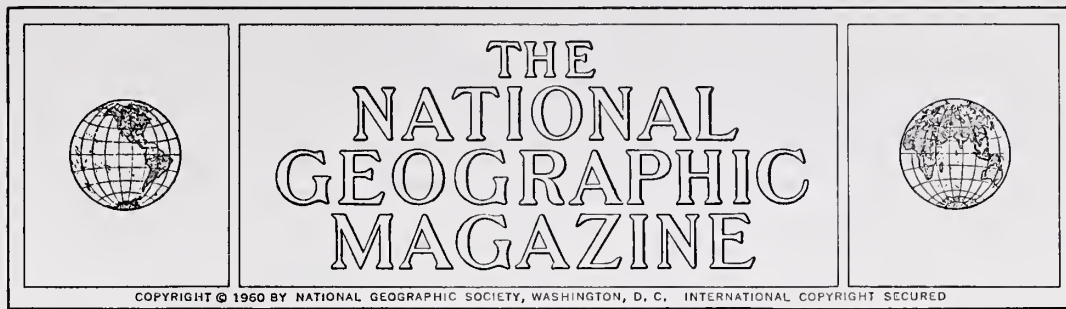 THE
NATIONAL
GEOGRAPHIC
MAGAZINE
COPYRIGHT © 1960 BY NATIONAL GEOGRAPHIC SOCIETY, WASHINGTON, D. C. INTERNATIONAL COPYRIGHT SECURED